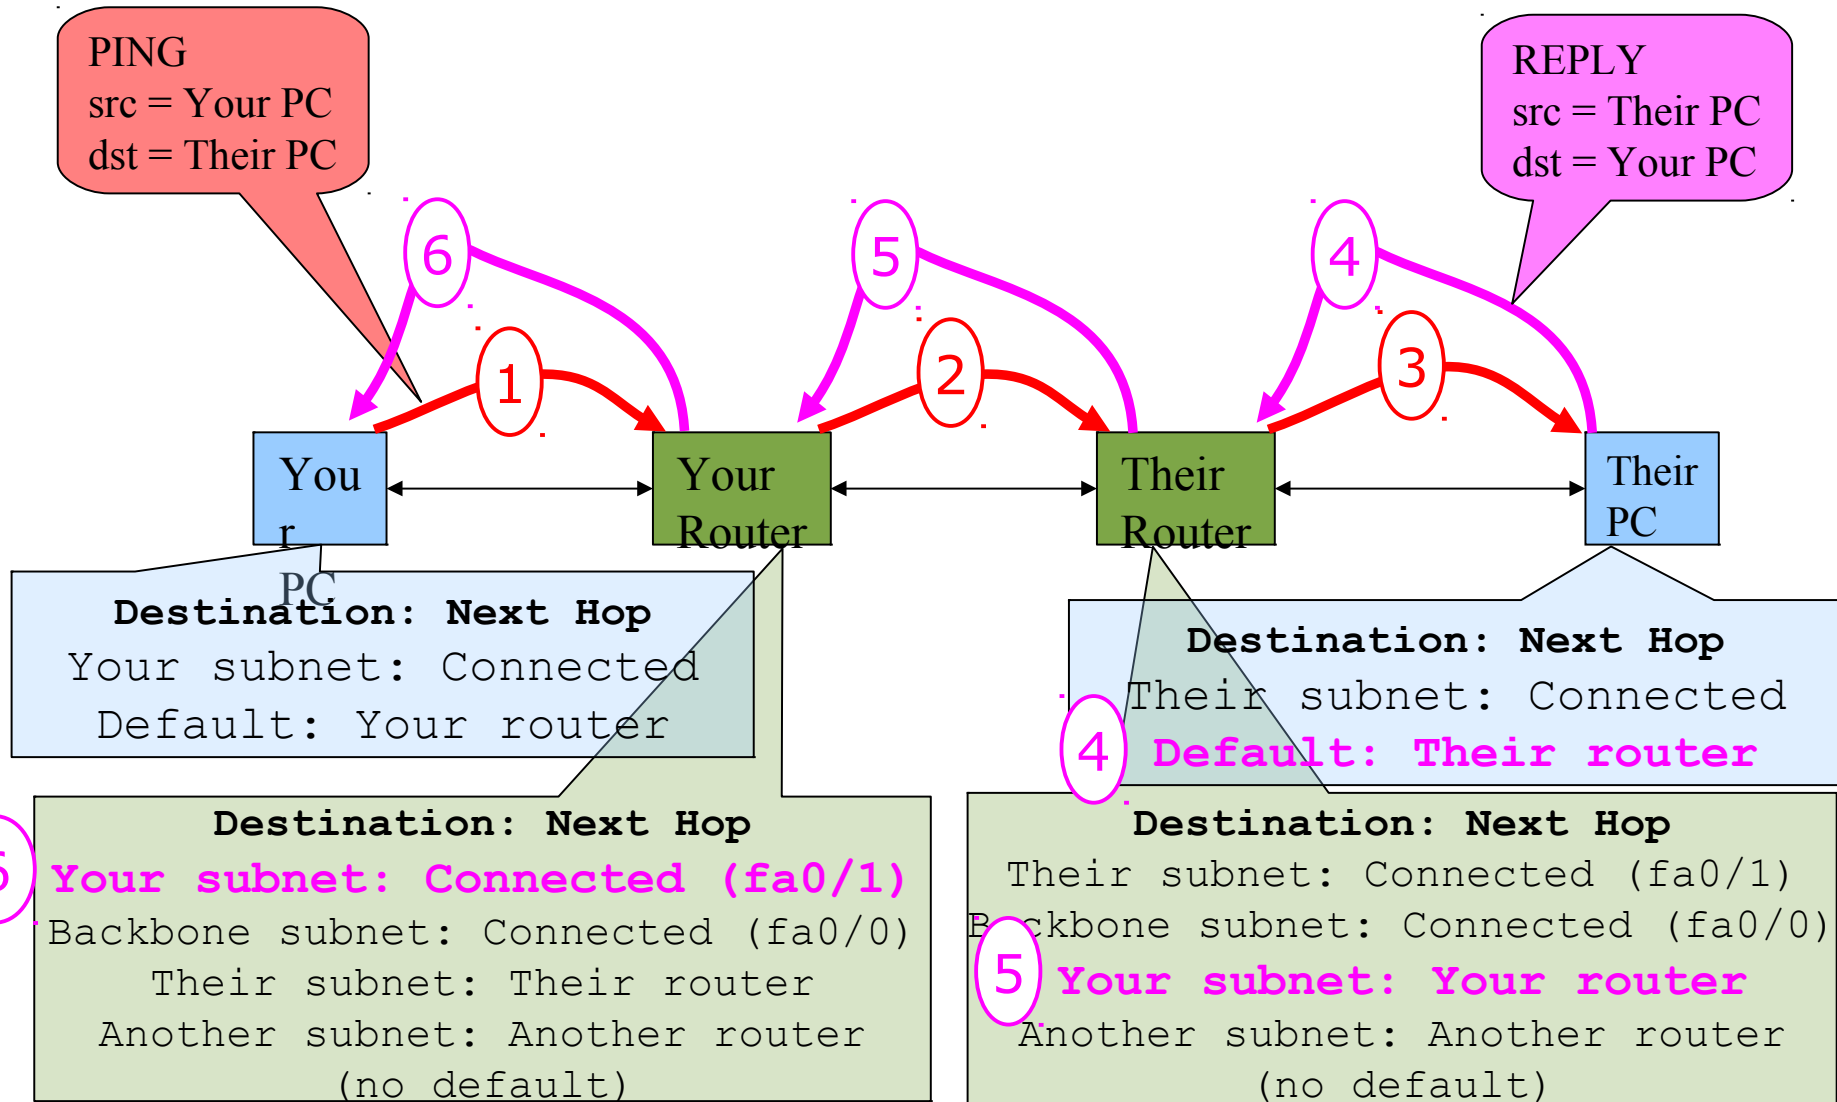 PING
src = Your PC
dst = Their PC
REPLY
src = Their PC
dst = Your PC
6
5
4
1
2
3
You
r
PC
Your
Router
Their
Router
Their
PC
Destination: Next Hop
Your subnet: Connected
Default: Your router
Destination: Next Hop
Their subnet: Connected
4 Default: Their router
Destination: Next Hop
6 Your subnet: Connected (fa0/1)
Backbone subnet: Connected (fa0/0)
Their subnet: Their router
Another subnet: Another router
(no default)
Destination: Next Hop
Their subnet: Connected (fa0/1)
Backbone subnet: Connected (fa0/0)
5 Your subnet: Your router
Another subnet: Another router
(no default)